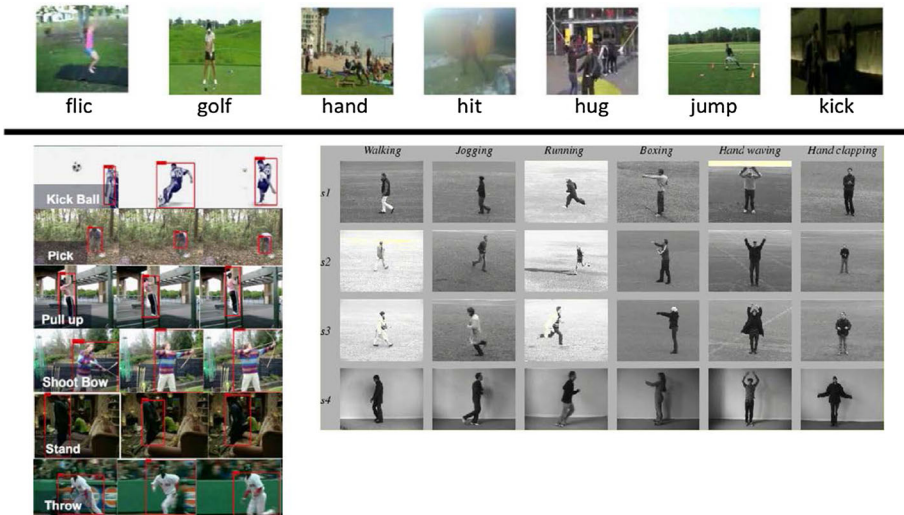 flic golf hand hit hug jump kick
Kick Ball
Pick
Pull up
Shoot Bow
Stand
Throw
Walking Jogging Running Boxing Hand waving Hand clapping
s1
s2
s3
s4